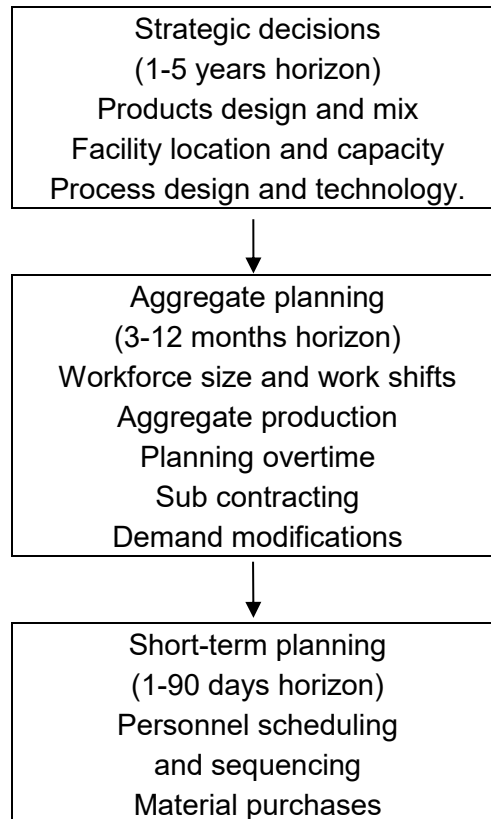 Strategic decisions
(1-5 years horizon)
Products design and mix
Facility location and capacity
Process design and technology.
Aggregate planning
(3-12 months horizon)
Workforce size and work shifts
Aggregate production
Planning overtime
Sub contracting
Demand modifications
Short-term planning
(1-90 days horizon)
Personnel scheduling
and sequencing
Material purchases